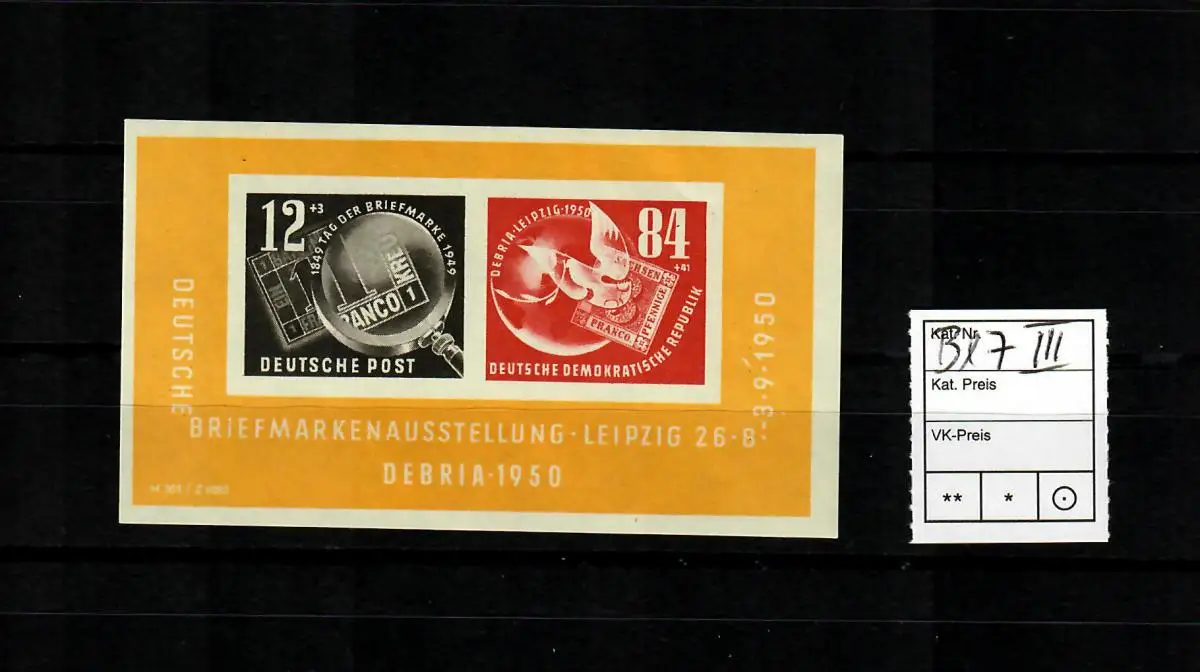 12 +3
1849 TAG DER BRIEFMARKE 1949
FRANCO 1
DEUTSCHE POST
DEBRIA·LEIPZIG·1950
84
+41
SACHSEN
FRANCO.
PFENNIGE
DEUTSCHE DEMOKRATISCHE REPUBLIK
DEUTSCHE
BRIEFMARKENAUSSTELLUNG·LEIPZIG 26·8·-3·9·1950
DEBRIA·1950
Kat. Nr.
Bl 7 III
Kat. Preis
VK-Preis
** *